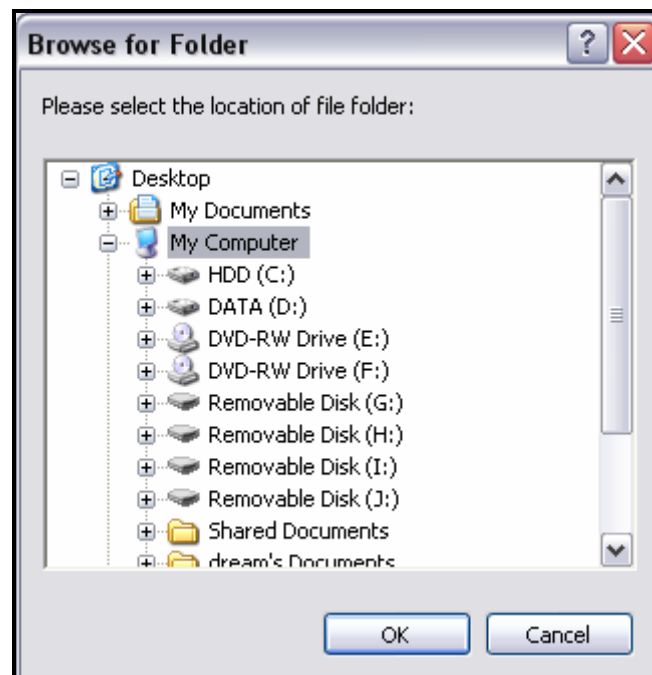 Browse for Folder
Please select the location of file folder:
Desktop
My Documents
My Computer
HDD (C:)
DATA (D:)
DVD-RW Drive (E:)
DVD-RW Drive (F:)
Removable Disk (G:)
Removable Disk (H:)
Removable Disk (I:)
Removable Disk (J:)
Shared Documents
dream's Documents
OK Cancel